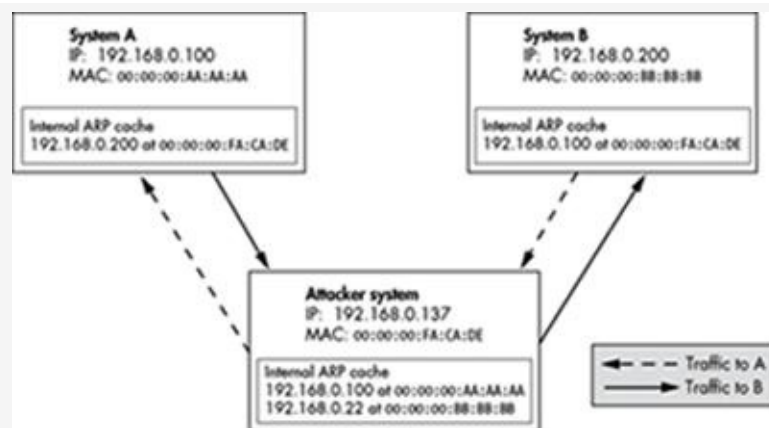 System A
IP: 192.168.0.100
MAC: 00:00:00:AA:AA:AA
Internal ARP cache
192.168.0.200 at 00:00:00:FA:CA:DE
System B
IP: 192.168.0.200
MAC: 00:00:00:BB:BB:BB
Internal ARP cache
192.168.0.100 at 00:00:00:FA:CA:DE
Attacker system
IP: 192.168.0.137
MAC: 00:00:00:FA:CA:DE
Internal ARP cache
192.168.0.100 at 00:00:00:AA:AA:AA
192.168.0.22 at 00:00:00:BB:BB:BB
Traffic to A
Traffic to B